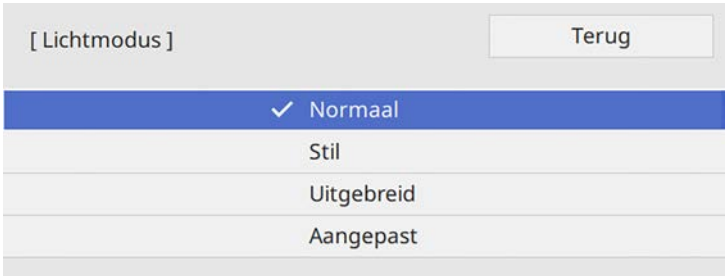 [ Lichtmodus ]
Terug
✓ Normaal
Stil
Uitgebreid
Aangepast